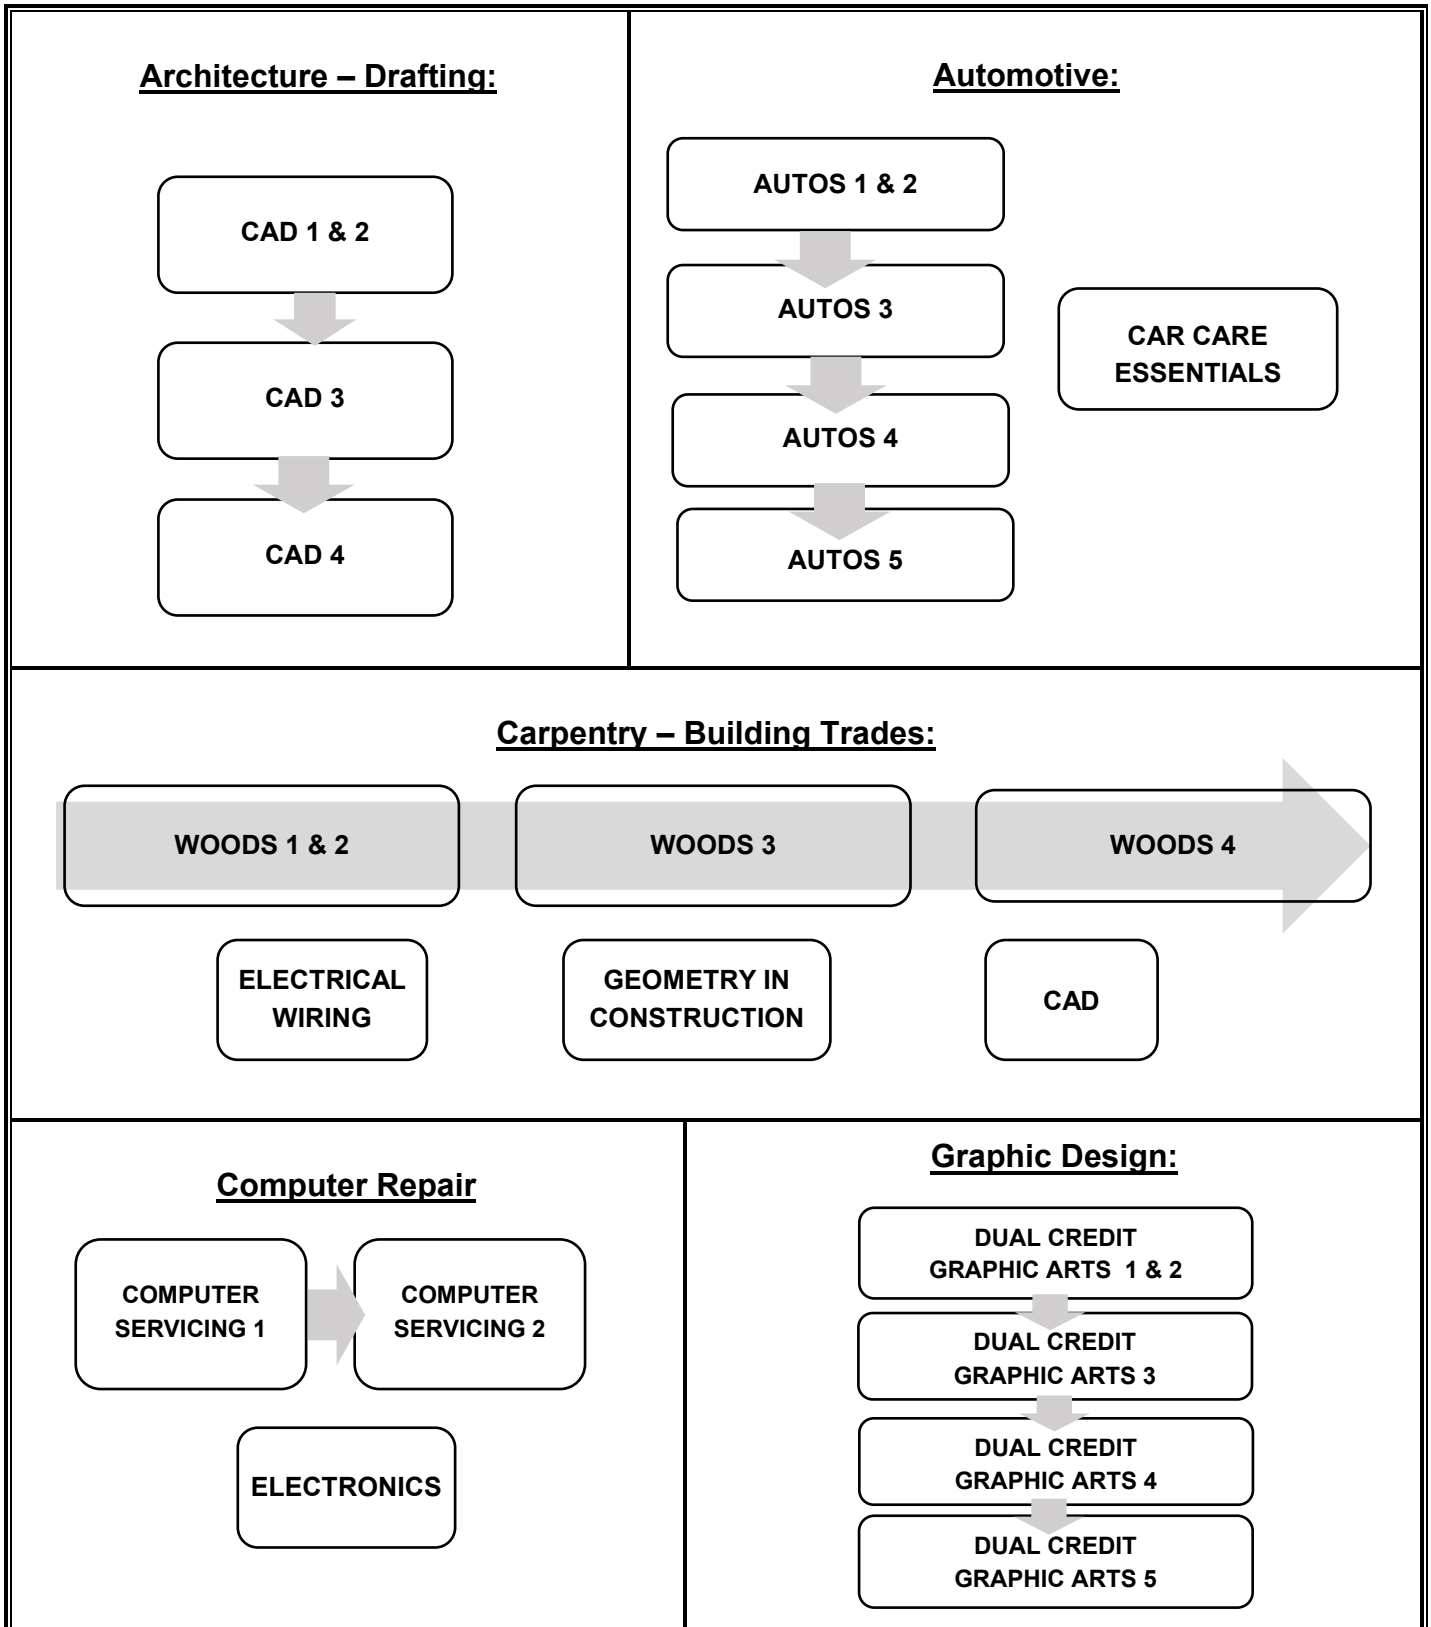 Architecture – Drafting:
CAD 1 & 2
CAD 3
CAD 4
Automotive:
AUTOS 1 & 2
AUTOS 3
AUTOS 4
AUTOS 5
CAR CARE
ESSENTIALS
Carpentry – Building Trades:
WOODS 1 & 2
WOODS 3
WOODS 4
ELECTRICAL
WIRING
GEOMETRY IN
CONSTRUCTION
CAD
Computer Repair
COMPUTER
SERVICING 1
COMPUTER
SERVICING 2
ELECTRONICS
Graphic Design:
DUAL CREDIT
GRAPHIC ARTS 1 & 2
DUAL CREDIT
GRAPHIC ARTS 3
DUAL CREDIT
GRAPHIC ARTS 4
DUAL CREDIT
GRAPHIC ARTS 5